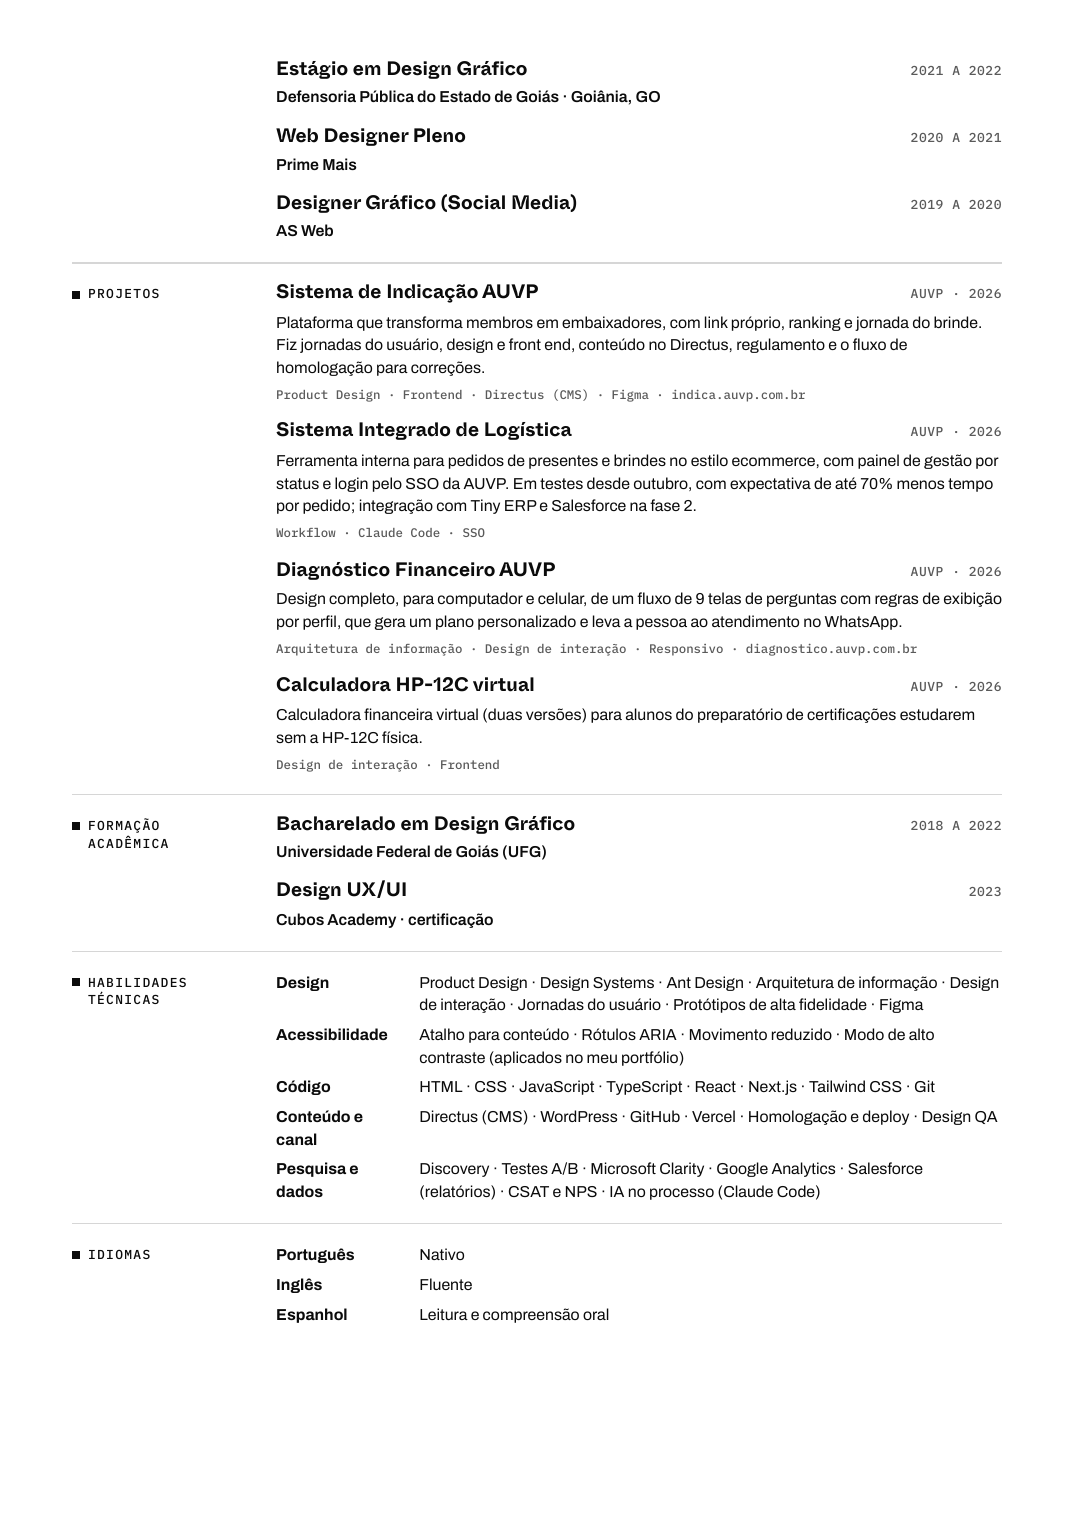 Estágio em Design Gráfico 2021 A 2022
Defensoria Pública do Estado de Goiás · Goiânia, GO
Web Designer Pleno 2020 A 2021
Prime Mais
Designer Gráfico (Social Media) 2019 A 2020
AS Web
PROJETOS
Sistema de Indicação AUVP AUVP · 2026
Plataforma que transforma membros em embaixadores, com link próprio, ranking e jornada do brinde.
Fiz jornadas do usuário, design e front end, conteúdo no Directus, regulamento e o fluxo de
homologação para correções.
Product Design · Frontend · Directus (CMS) · Figma · indica.auvp.com.br
Sistema Integrado de Logística AUVP · 2026
Ferramenta interna para pedidos de presentes e brindes no estilo ecommerce, com painel de gestão por
status e login pelo SSO da AUVP. Em testes desde outubro, com expectativa de até 70% menos tempo
por pedido; integração com Tiny ERP e Salesforce na fase 2.
Workflow · Claude Code · SSO
Diagnóstico Financeiro AUVP AUVP · 2026
Design completo, para computador e celular, de um fluxo de 9 telas de perguntas com regras de exibição
por perfil, que gera um plano personalizado e leva a pessoa ao atendimento no WhatsApp.
Arquitetura de informação · Design de interação · Responsivo · diagnostico.auvp.com.br
Calculadora HP-12C virtual AUVP · 2026
Calculadora financeira virtual (duas versões) para alunos do preparatório de certificações estudarem
sem a HP-12C física.
Design de interação · Frontend
FORMAÇÃO
ACADÊMICA
Bacharelado em Design Gráfico 2018 A 2022
Universidade Federal de Goiás (UFG)
Design UX/UI 2023
Cubos Academy · certificação
HABILIDADES
TÉCNICAS
Design Product Design · Design Systems · Ant Design · Arquitetura de informação · Design
de interação · Jornadas do usuário · Protótipos de alta fidelidade · Figma
Acessibilidade Atalho para conteúdo · Rótulos ARIA · Movimento reduzido · Modo de alto
contraste (aplicados no meu portfólio)
Código HTML · CSS · JavaScript · TypeScript · React · Next.js · Tailwind CSS · Git
Conteúdo e Directus (CMS) · WordPress · GitHub · Vercel · Homologação e deploy · Design QA
canal
Pesquisa e Discovery · Testes A/B · Microsoft Clarity · Google Analytics · Salesforce
dados (relatórios) · CSAT e NPS · IA no processo (Claude Code)
IDIOMAS
Português Nativo
Inglês Fluente
Espanhol Leitura e compreensão oral